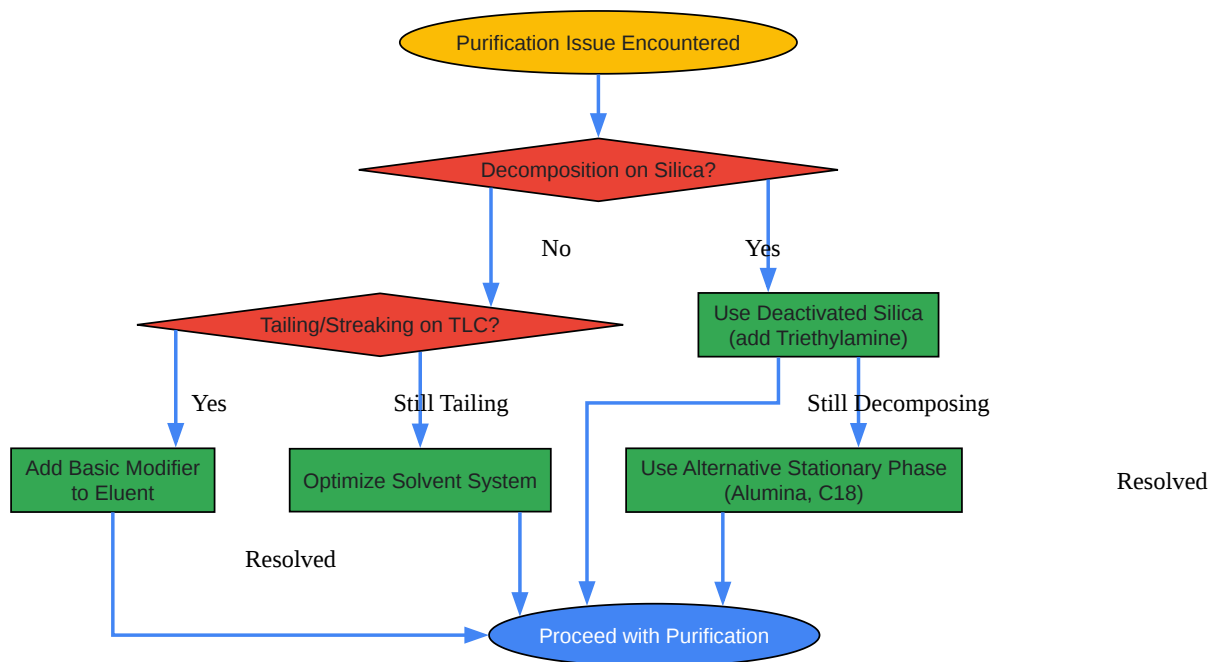 Purification Issue Encountered
Decomposition on Silica?
No
Yes
Tailing/Streaking on TLC?
Use Deactivated Silica
(add Triethylamine)
Yes
Still Tailing
Still Decomposing
Add Basic Modifier
to Eluent
Optimize Solvent System
Use Alternative Stationary Phase
(Alumina, C18)
Resolved
Resolved
Proceed with Purification